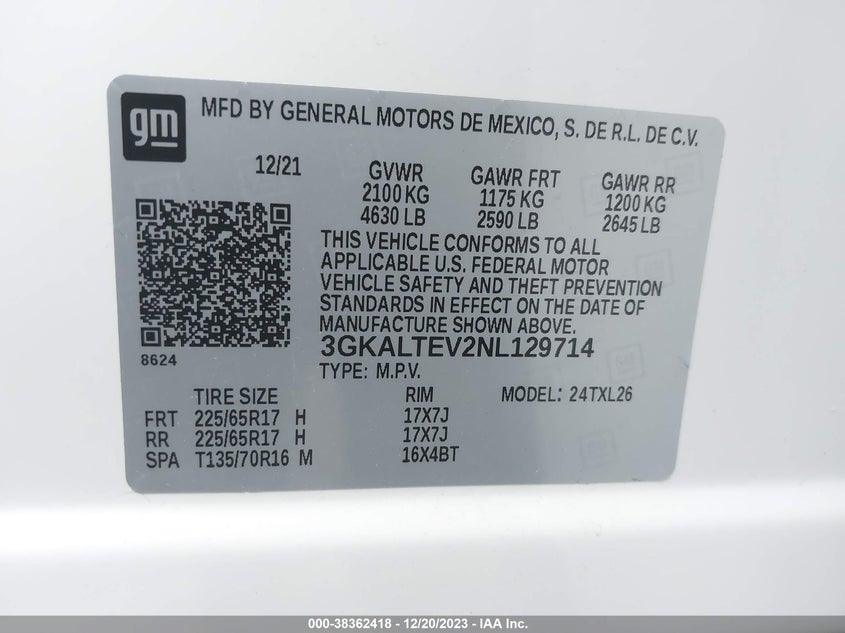 gm
MFD BY GENERAL MOTORS DE MEXICO, S. DE R.L. DE C.V.
12/21 GVWR GAWR FRT GAWR RR
2100 KG 1175 KG 1200 KG
4630 LB 2590 LB 2645 LB
THIS VEHICLE CONFORMS TO ALL
APPLICABLE U.S. FEDERAL MOTOR
VEHICLE SAFETY AND THEFT PREVENTION
STANDARDS IN EFFECT ON THE DATE OF
MANUFACTURE SHOWN ABOVE.
3GKALTEV2NL129714
8624
TYPE: M.P.V.
TIRE SIZE RIM MODEL: 24TXL26
FRT 225/65R17 H 17X7J
RR 225/65R17 H 17X7J
SPA T135/70R16 M 16X4BT
000-38362418 - 12/20/2023 - IAA Inc.